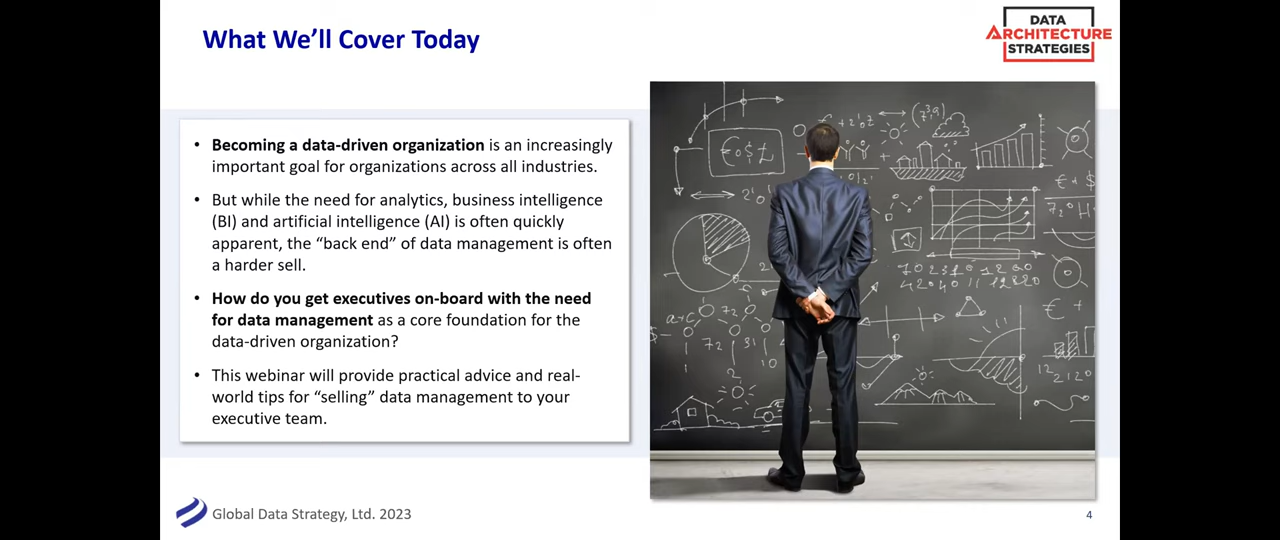 What We’ll Cover Today
DATA
ARCHITECTURE
STRATEGIES
• Becoming a data-driven organization is an increasingly
important goal for organizations across all industries.
• But while the need for analytics, business intelligence
(BI) and artificial intelligence (AI) is often quickly
apparent, the “back end” of data management is often
a harder sell.
• How do you get executives on-board with the need
for data management as a core foundation for the
data-driven organization?
• This webinar will provide practical advice and real-
world tips for “selling” data management to your
executive team.
Global Data Strategy, Ltd. 2023
4